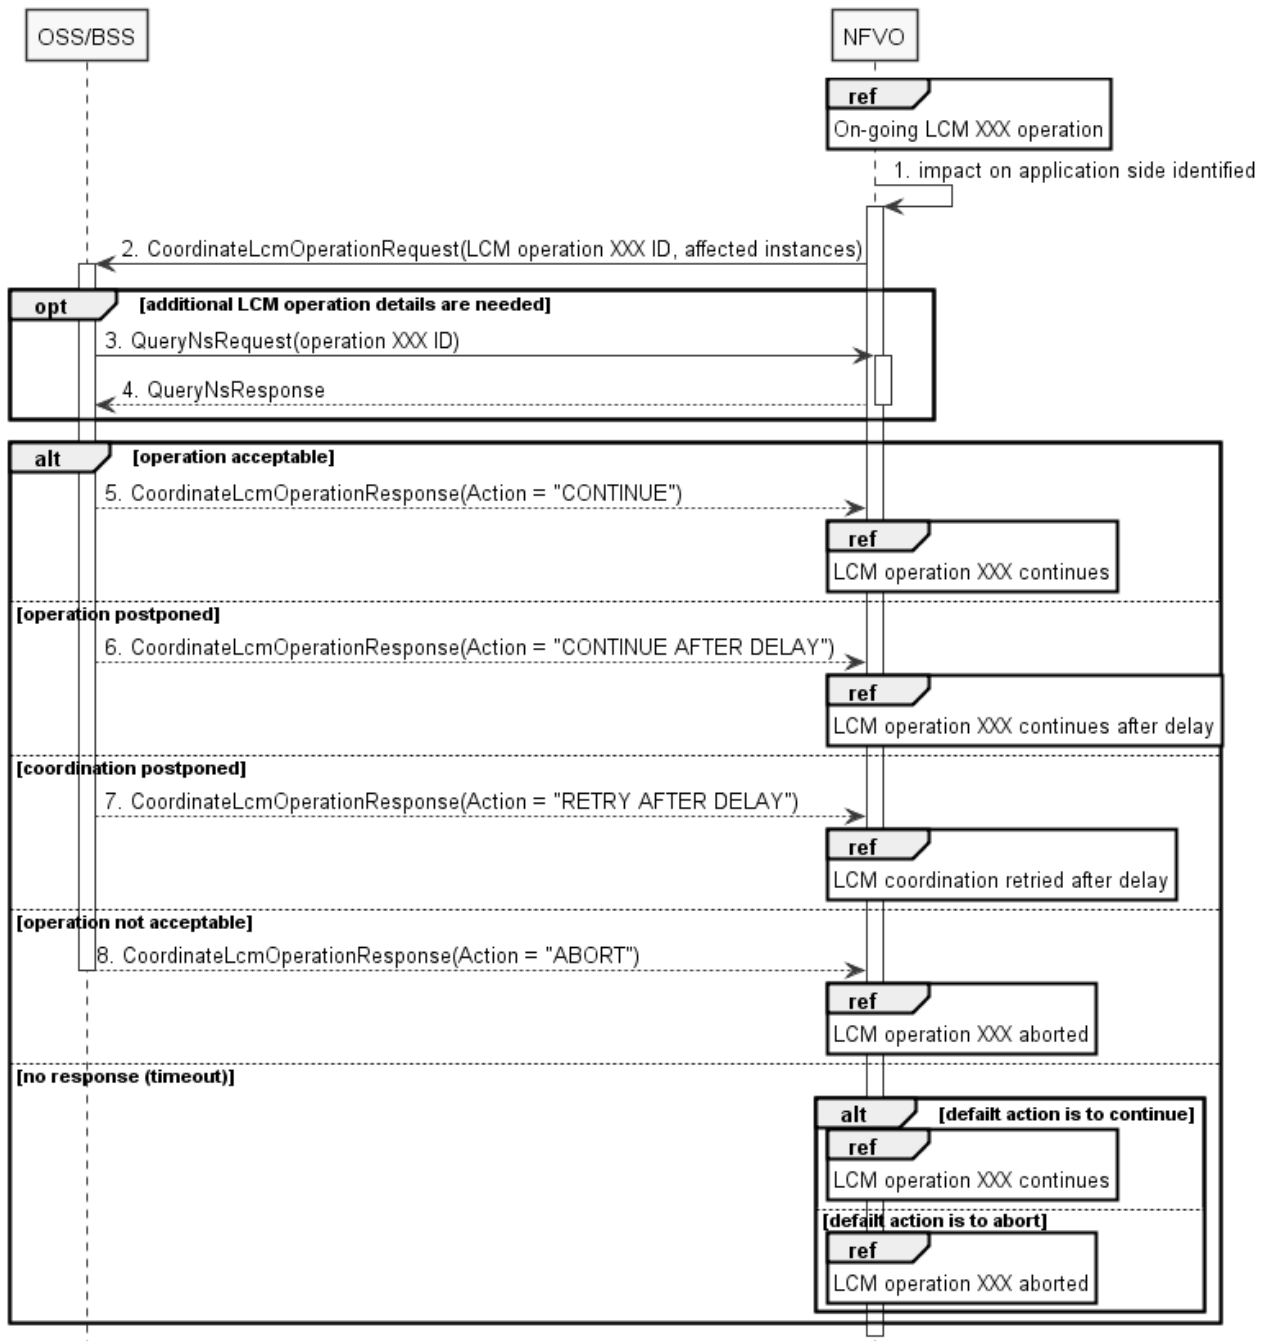 OSS/BSS
NFVO
ref
On-going LCM XXX operation
1. impact on application side identified
2. CoordinateLcmOperationRequest(LCM operation XXX ID, affected instances)
opt [additional LCM operation details are needed]
3. QueryNsRequest(operation XXX ID)
4. QueryNsResponse
alt [operation acceptable]
5. CoordinateLcmOperationResponse(Action = "CONTINUE")
ref
LCM operation XXX continues
[operation postponed]
6. CoordinateLcmOperationResponse(Action = "CONTINUE AFTER DELAY")
ref
LCM operation XXX continues after delay
[coordination postponed]
7. CoordinateLcmOperationResponse(Action = "RETRY AFTER DELAY")
ref
LCM coordination retried after delay
[operation not acceptable]
8. CoordinateLcmOperationResponse(Action = "ABORT")
ref
LCM operation XXX aborted
[no response (timeout)]
alt [defailt action is to continue]
ref
LCM operation XXX continues
[defailt action is to abort]
ref
LCM operation XXX aborted